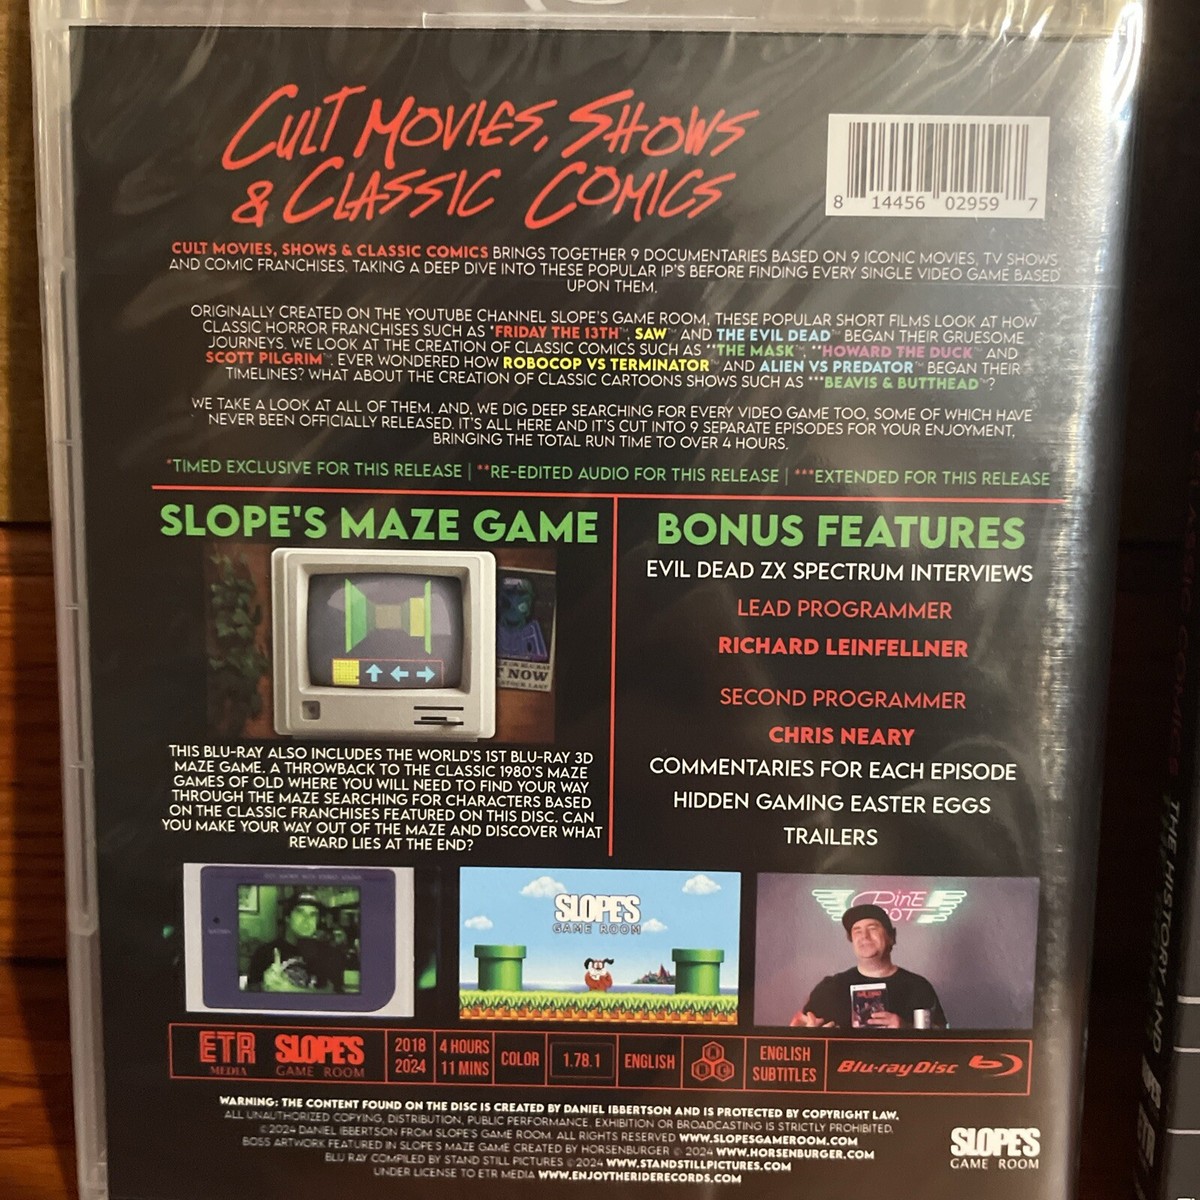 CULT MOVIES, SHOWS
& CLASSIC COMICS
8 14456 02959 7
CULT MOVIES, SHOWS & CLASSIC COMICS BRINGS TOGETHER 9 DOCUMENTARIES BASED ON 9 ICONIC MOVIES, TV SHOWS
AND COMIC FRANCHISES. TAKING A DEEP DIVE INTO THESE POPULAR IP'S BEFORE FINDING EVERY SINGLE VIDEO GAME BASED
UPON THEM.
ORIGINALLY CREATED ON THE YOUTUBE CHANNEL SLOPE'S GAME ROOM, THESE POPULAR SHORT FILMS LOOK AT HOW
CLASSIC HORROR FRANCHISES SUCH AS *FRIDAY THE 13TH™, SAW™ AND THE EVIL DEAD™ BEGAN THEIR GRUESOME
JOURNEYS. WE LOOK AT THE CREATION OF CLASSIC COMICS SUCH AS **THE MASK™, **HOWARD THE DUCK™ AND
SCOTT PILGRIM™. EVER WONDERED HOW ROBOCOP VS TERMINATOR™ AND ALIEN VS PREDATOR™ BEGAN THEIR
TIMELINES? WHAT ABOUT THE CREATION OF CLASSIC CARTOONS SHOWS SUCH AS ***BEAVIS & BUTTHEAD™?
WE TAKE A LOOK AT ALL OF THEM. AND, WE DIG DEEP SEARCHING FOR EVERY VIDEO GAME TOO, SOME OF WHICH HAVE
NEVER BEEN OFFICIALLY RELEASED. IT'S ALL HERE AND IT'S CUT INTO 9 SEPARATE EPISODES FOR YOUR ENJOYMENT,
BRINGING THE TOTAL RUN TIME TO OVER 4 HOURS.
*TIMED EXCLUSIVE FOR THIS RELEASE | **RE-EDITED AUDIO FOR THIS RELEASE | ***EXTENDED FOR THIS RELEASE
SLOPE'S MAZE GAME
T NOW
THIS BLU-RAY ALSO INCLUDES THE WORLD'S 1ST BLU-RAY 3D
MAZE GAME. A THROWBACK TO THE CLASSIC 1980'S MAZE
GAMES OF OLD WHERE YOU WILL NEED TO FIND YOUR WAY
THROUGH THE MAZE SEARCHING FOR CHARACTERS BASED
ON THE CLASSIC FRANCHISES FEATURED ON THIS DISC. CAN
YOU MAKE YOUR WAY OUT OF THE MAZE AND DISCOVER WHAT
REWARD LIES AT THE END?
BONUS FEATURES
EVIL DEAD ZX SPECTRUM INTERVIEWS
LEAD PROGRAMMER
RICHARD LEINFELLNER
SECOND PROGRAMMER
CHRIS NEARY
COMMENTARIES FOR EACH EPISODE
HIDDEN GAMING EASTER EGGS
TRAILERS
SLOPE'S
GAME ROOM
ETR
MEDIA
SLOPE'S
GAME ROOM
2018
-
2024
4 HOURS
11 MINS
COLOR
1.78.1
ENGLISH
ENGLISH
SUBTITLES
Blu-ray Disc
WARNING: THE CONTENT FOUND ON THE DISC IS CREATED BY DANIEL IBBERTSON AND IS PROTECTED BY COPYRIGHT LAW.
ALL UNAUTHORIZED COPYING, DISTRIBUTION, PUBLIC PERFORMANCE, EXHIBITION OR BROADCASTING IS STRICTLY PROHIBITED.
©2024 DANIEL IBBERTSON FROM SLOPE'S GAME ROOM. ALL RIGHTS RESERVED WWW.SLOPESGAMEROOM.COM
BOSS ARTWORK FEATURED IN SLOPE'S MAZE GAME CREATED BY HORSENBURGER © 2024 WWW.HORSENBURGER.COM
BLU RAY COMPILED BY STAND STILL PICTURES ©2024 WWW.STANDSTILLPICTURES.COM
UNDER LICENSE TO ETR MEDIA WWW.ENJOYTHERIDERECORDS.COM
SLOPE'S
GAME ROOM
THE HISTORY AND